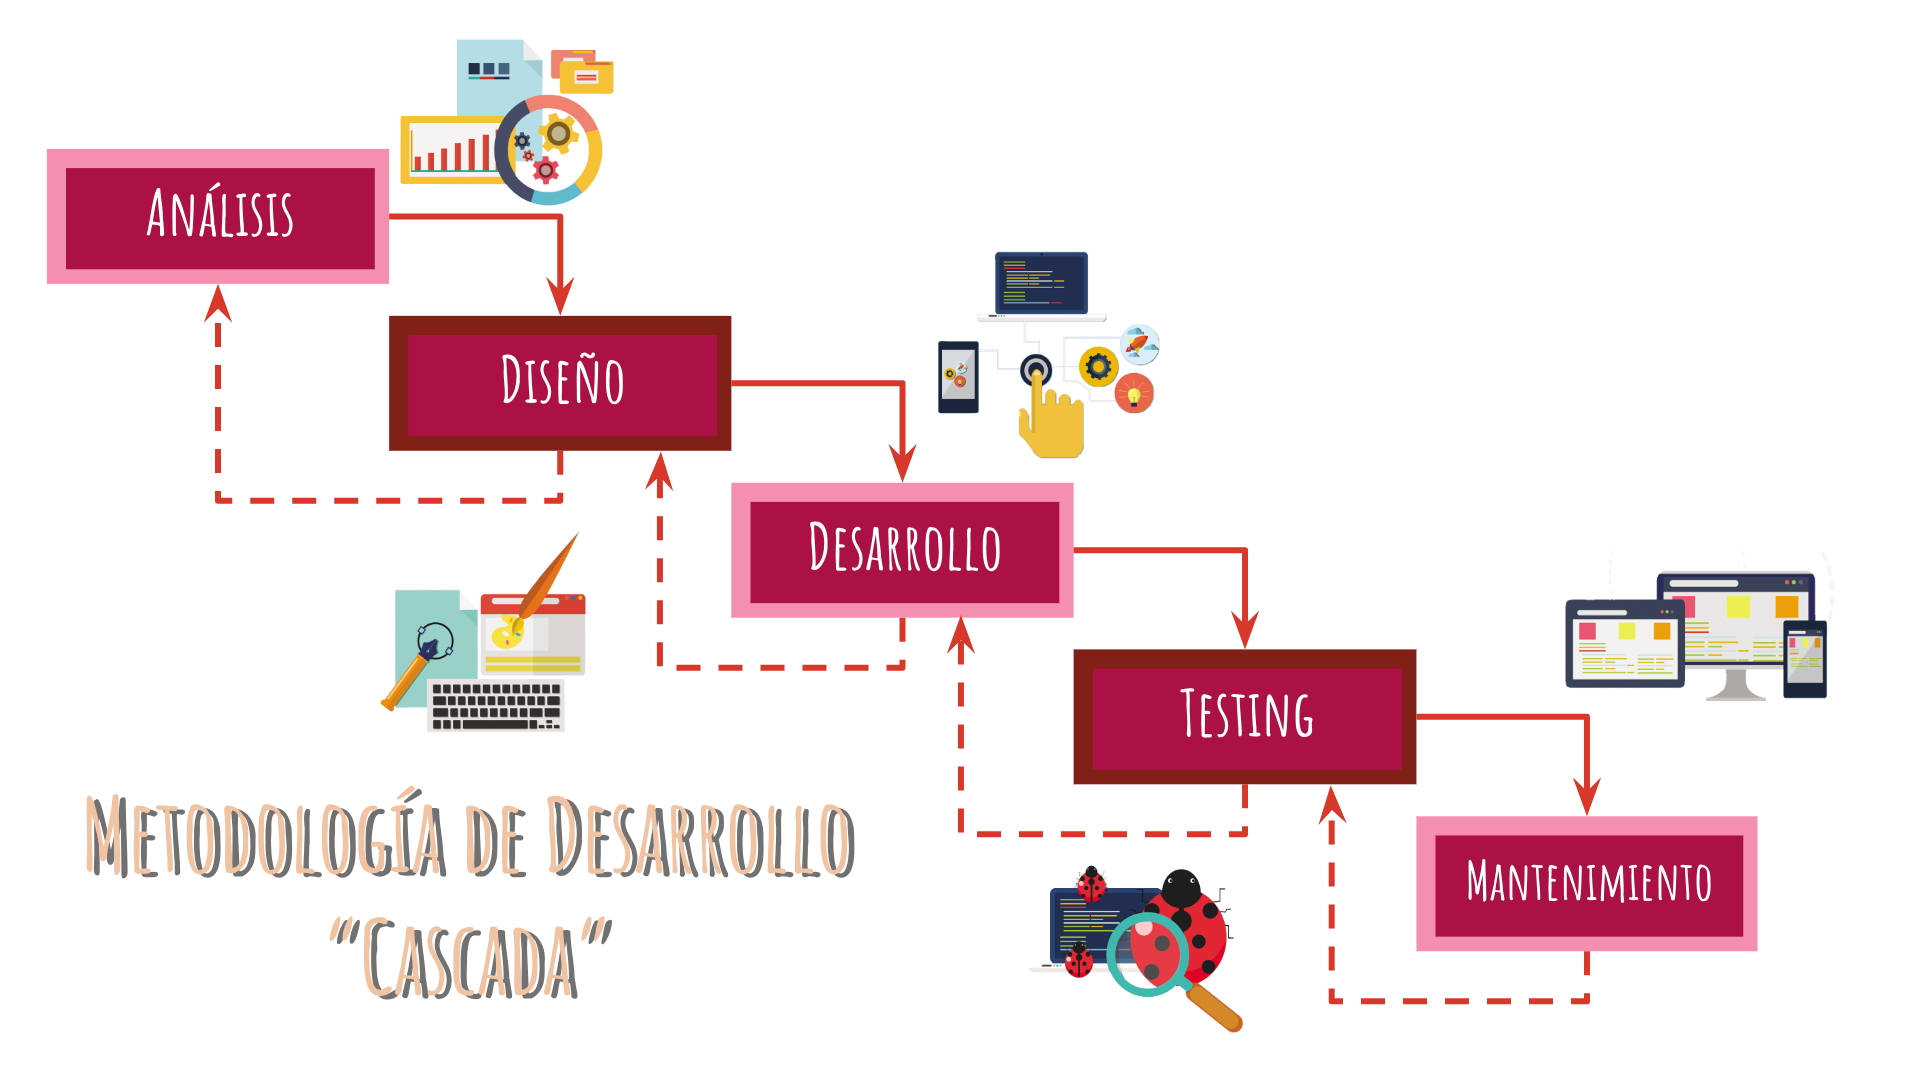 Análisis
Diseño
Desarrollo
Testing
Mantenimiento
Metodología de Desarrollo
“Cascada”